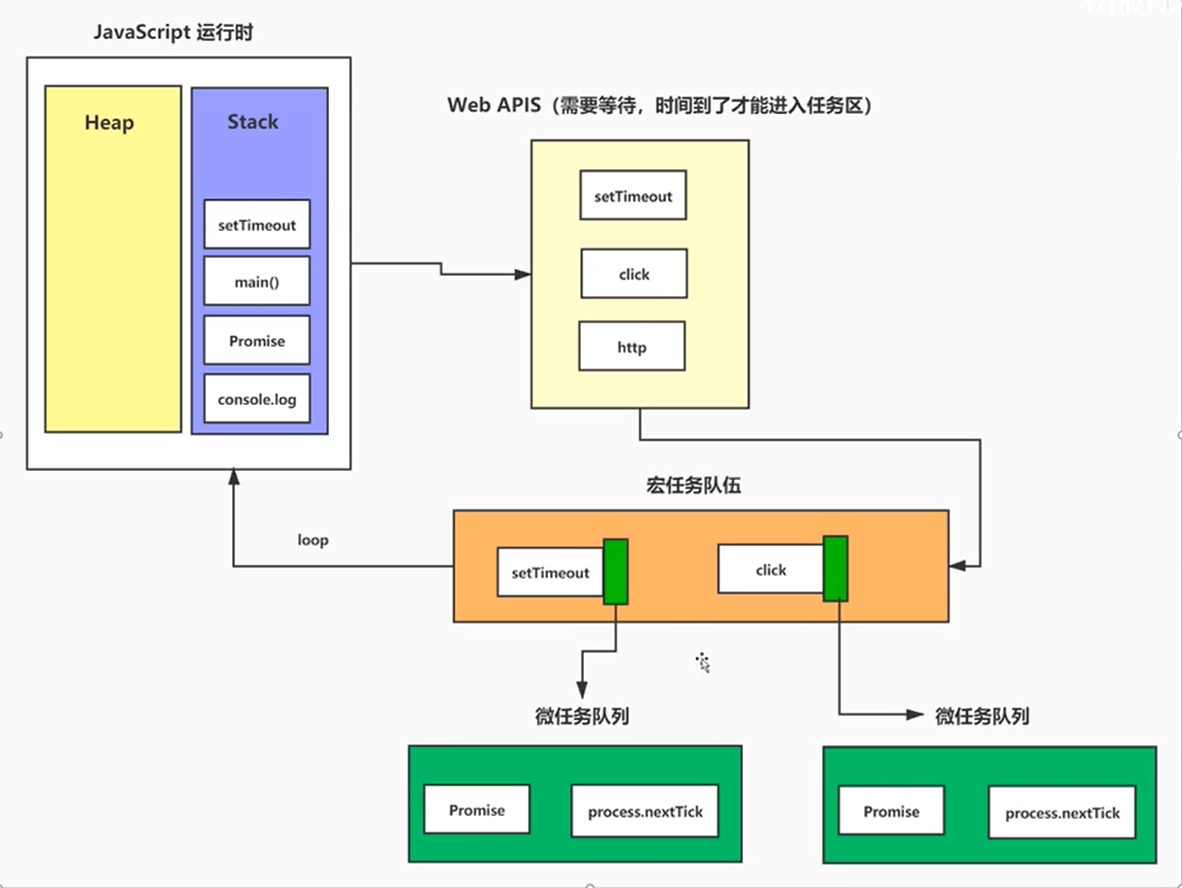 JavaScript 运行时
Heap
Stack
setTimeout
main()
Promise
console.log
Web APIS（需要等待，时间到了才能进入任务区）
setTimeout
click
http
宏任务队伍
loop
setTimeout
click
微任务队列
微任务队列
Promise
process.nextTick
Promise
process.nextTick